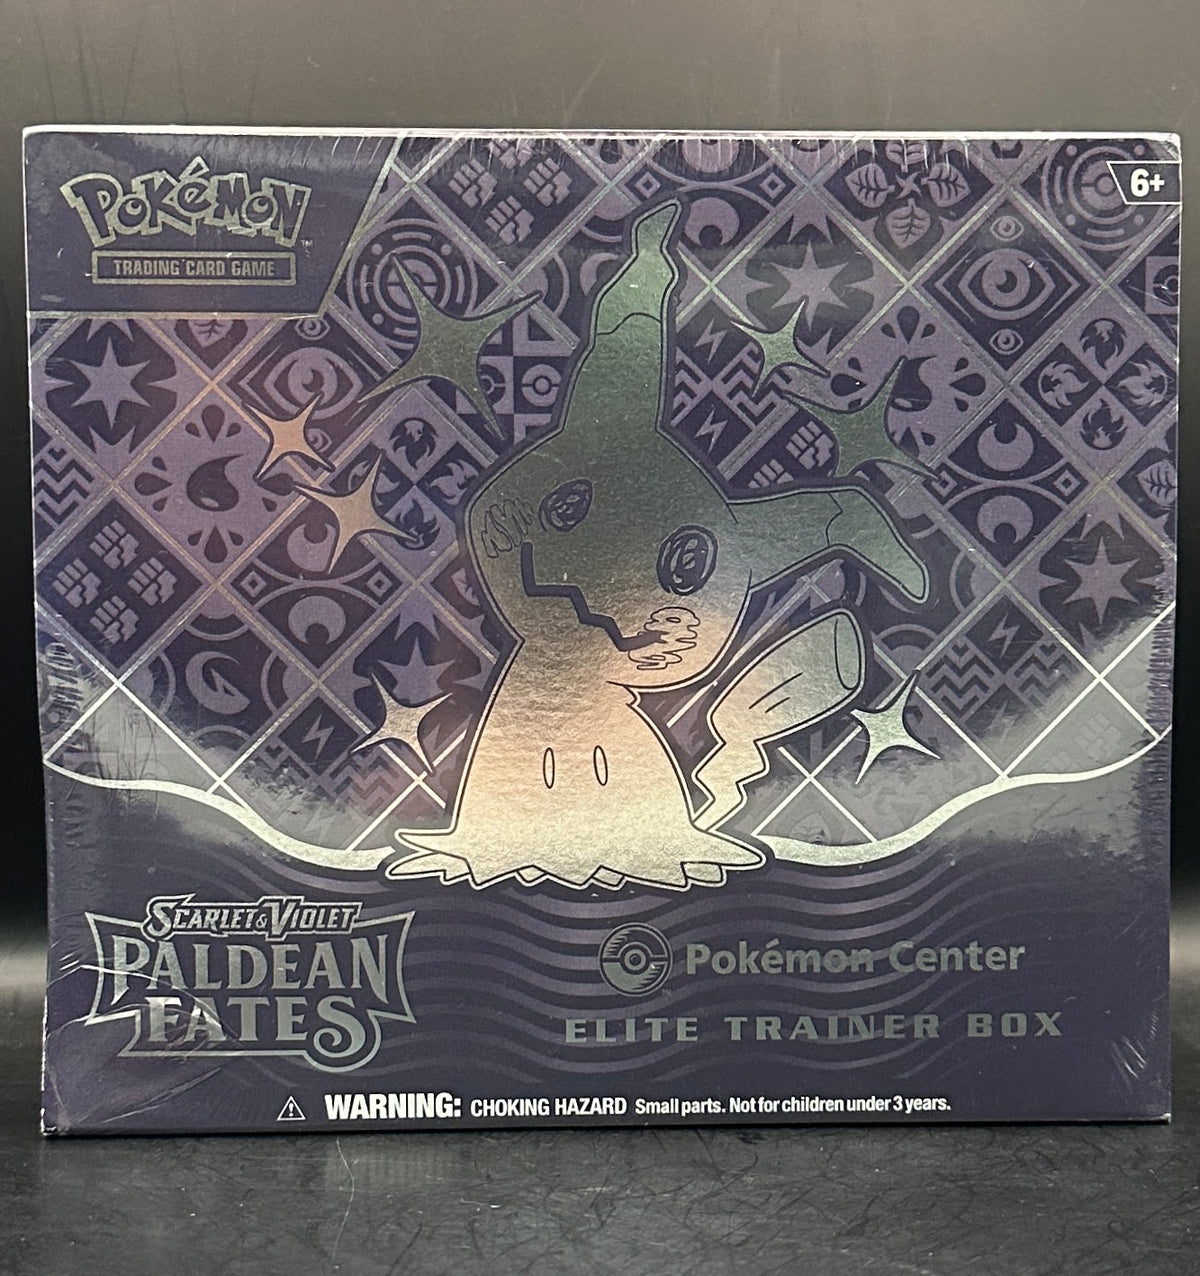 POKéMON
TM
TRADING CARD GAME
6+
SCARLET & VIOLET
PALDEAN
FATES
Pokémon Center
ELITE TRAINER BOX
WARNING: CHOKING HAZARD Small parts. Not for children under 3 years.